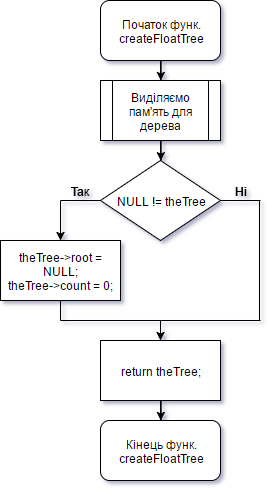 Початок функ.
createFloatTree
Виділяємо
пам'ять для
дерева
NULL != theTree
Так
Ні
theTree->root =
NULL;
theTree->count = 0;
return theTree;
Кінець функ.
createFloatTree